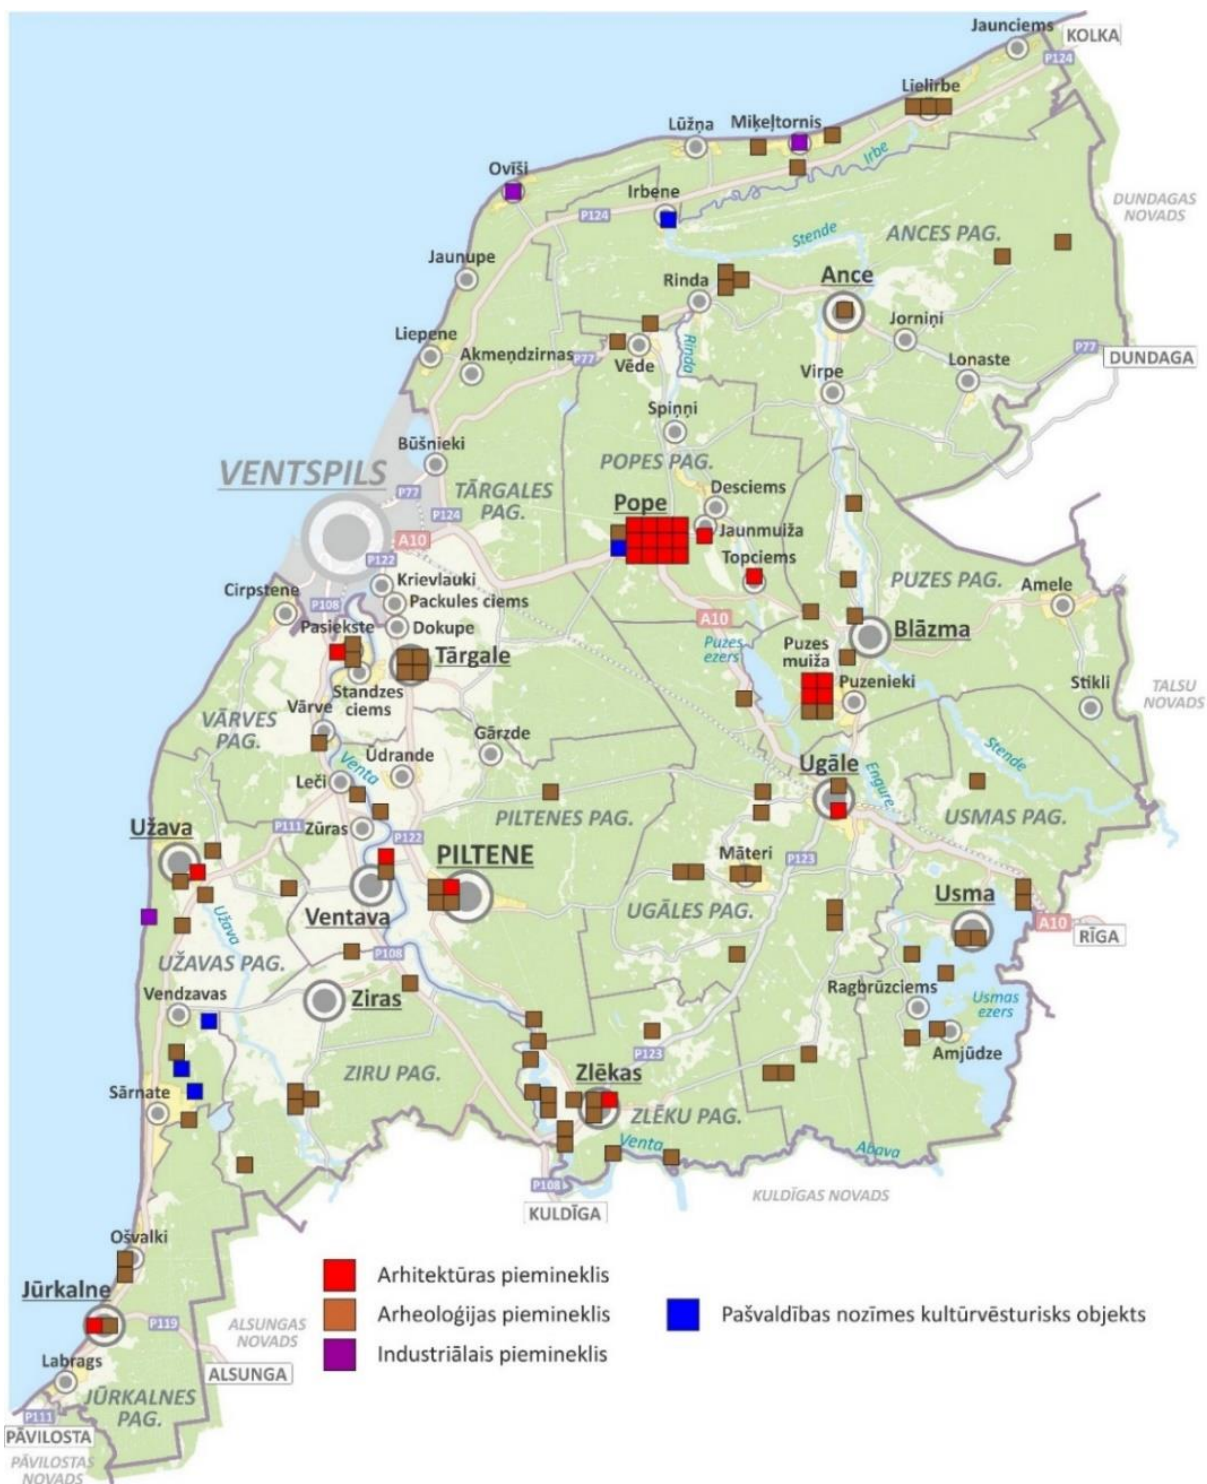 Jaunciems
KOLKA
P124
Lielirbe
Miķeļtornis
Lūžņa
Irbe
Ovīši
Irbene
DUNDAGAS
NOVADS
P124
Stende
ANCES PAG.
Jaunupe
Rinda
Ance
Jorniņi
Liepene
Akmeņdzirnas
P77
Vēde
Rinda
P77
DUNDAGA
Lonaste
Virpe
Spiņņi
Būšnieki
POPES PAG.
VENTSPILS
P77
TĀRGALES
PAG.
Desciems
Pope
P124
A10
Jaunmuiža
Topciems
P122
Krievlauki
PUZES PAG.
Amele
Cirpstene
P108
Packules ciems
A10
Pasiekste
Dokupe
Blāzma
Puzes
ezers
Puzes
muiža
Tārgale
Puzenieki
Stikli
TALSU
NOVADS
Standzes
ciems
Vārve
VĀRVES
PAG.
Gārzde
Stende
Venta
Ūdrande
Ugāle
Engure
Leči
PILTENES PAG.
USMAS PAG.
Užava
P111
Zūras
P122
PILTENE
Māteri
P123
Usma
Ventava
UGĀLES PAG.
Užava
A10
RĪGA
P108
UŽAVAS PAG.
Vendzavas
Ziras
Ragbrūzciems
Usmas
ezers
P123
Amjūdze
ZIRU PAG.
Zlēkas
Sārnate
ZLĒKU PAG.
Venta
Abava
P108
KULDĪGAS NOVADS
KULDĪGA
Ošvalki
Jūrkalne
Arhitektūras piemineklis
Arheoloģijas piemineklis
Pašvaldības nozīmes kultūrvēsturisks objekts
Industriālais piemineklis
P119
ALSUNGAS
NOVADS
Labrags
ALSUNGA
JŪRKALNES
PAG.
P111
PĀVILOSTA
PĀVILOSTAS
NOVADS